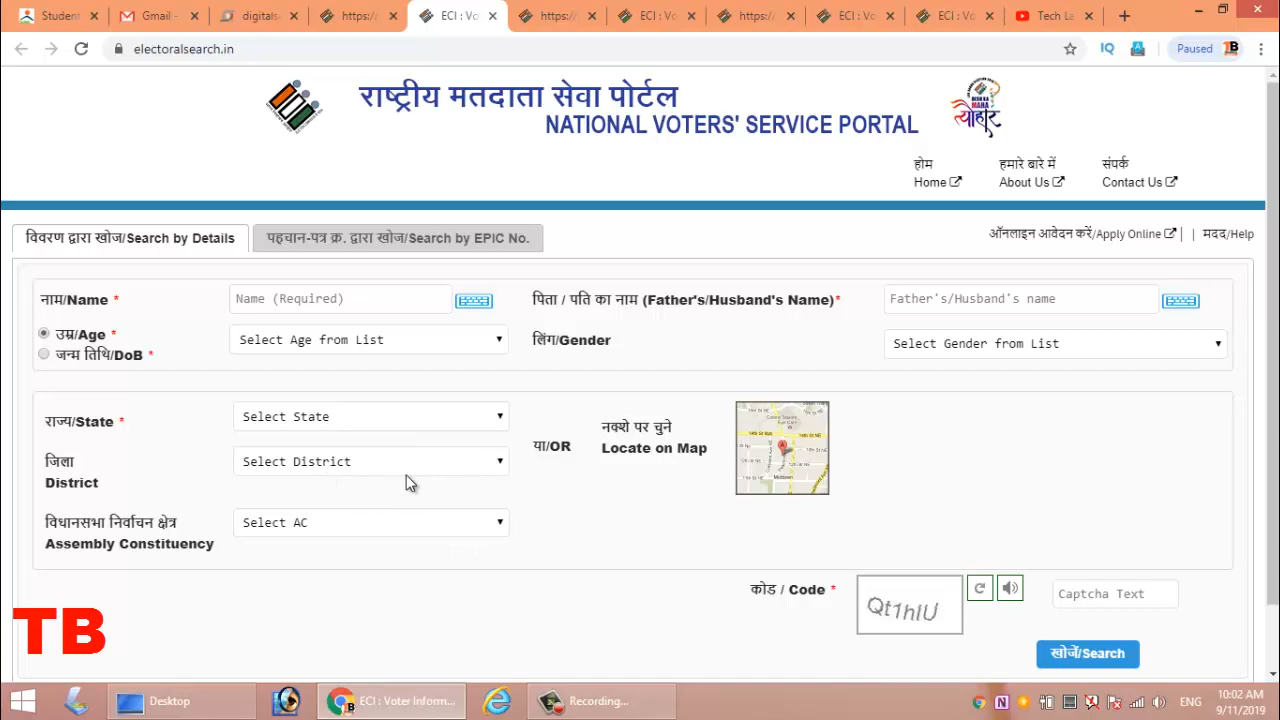 Student
Gmail -
digitals
https:/
ECI : Vo
https:/
ECI : Vo
https:/
ECI : Vo
ECI : Vo
Tech La
electoralsearch.in
IQ
Paused
राष्ट्रीय मतदाता सेवा पोर्टल
NATIONAL VOTERS' SERVICE PORTAL
होम
हमारे बारे में
संपर्क
Home
About Us
Contact Us
विवरण द्वारा खोज/Search by Details
पहचान-पत्र क्र. द्वारा खोज/Search by EPIC No.
ऑनलाइन आवेदन करें/Apply Online | | मदद/Help
नाम/Name *
Name (Required)
पिता / पति का नाम (Father's/Husband's Name)*
Father's/Husband's name
उम्र/Age *
Select Age from List
लिंग/Gender
Select Gender from List
जन्म तिथि/DoB *
राज्य/State *
Select State
नक्शे पर चुने
या/OR
Locate on Map
जिला
District
Select District
विधानसभा निर्वाचन क्षेत्र
Assembly Constituency
Select AC
कोड / Code *
Qt1hlU
Captcha Text
खोजें/Search
TB
Desktop
ECI : Voter Inform...
Recording...
ENG
10:02 AM
9/11/2019